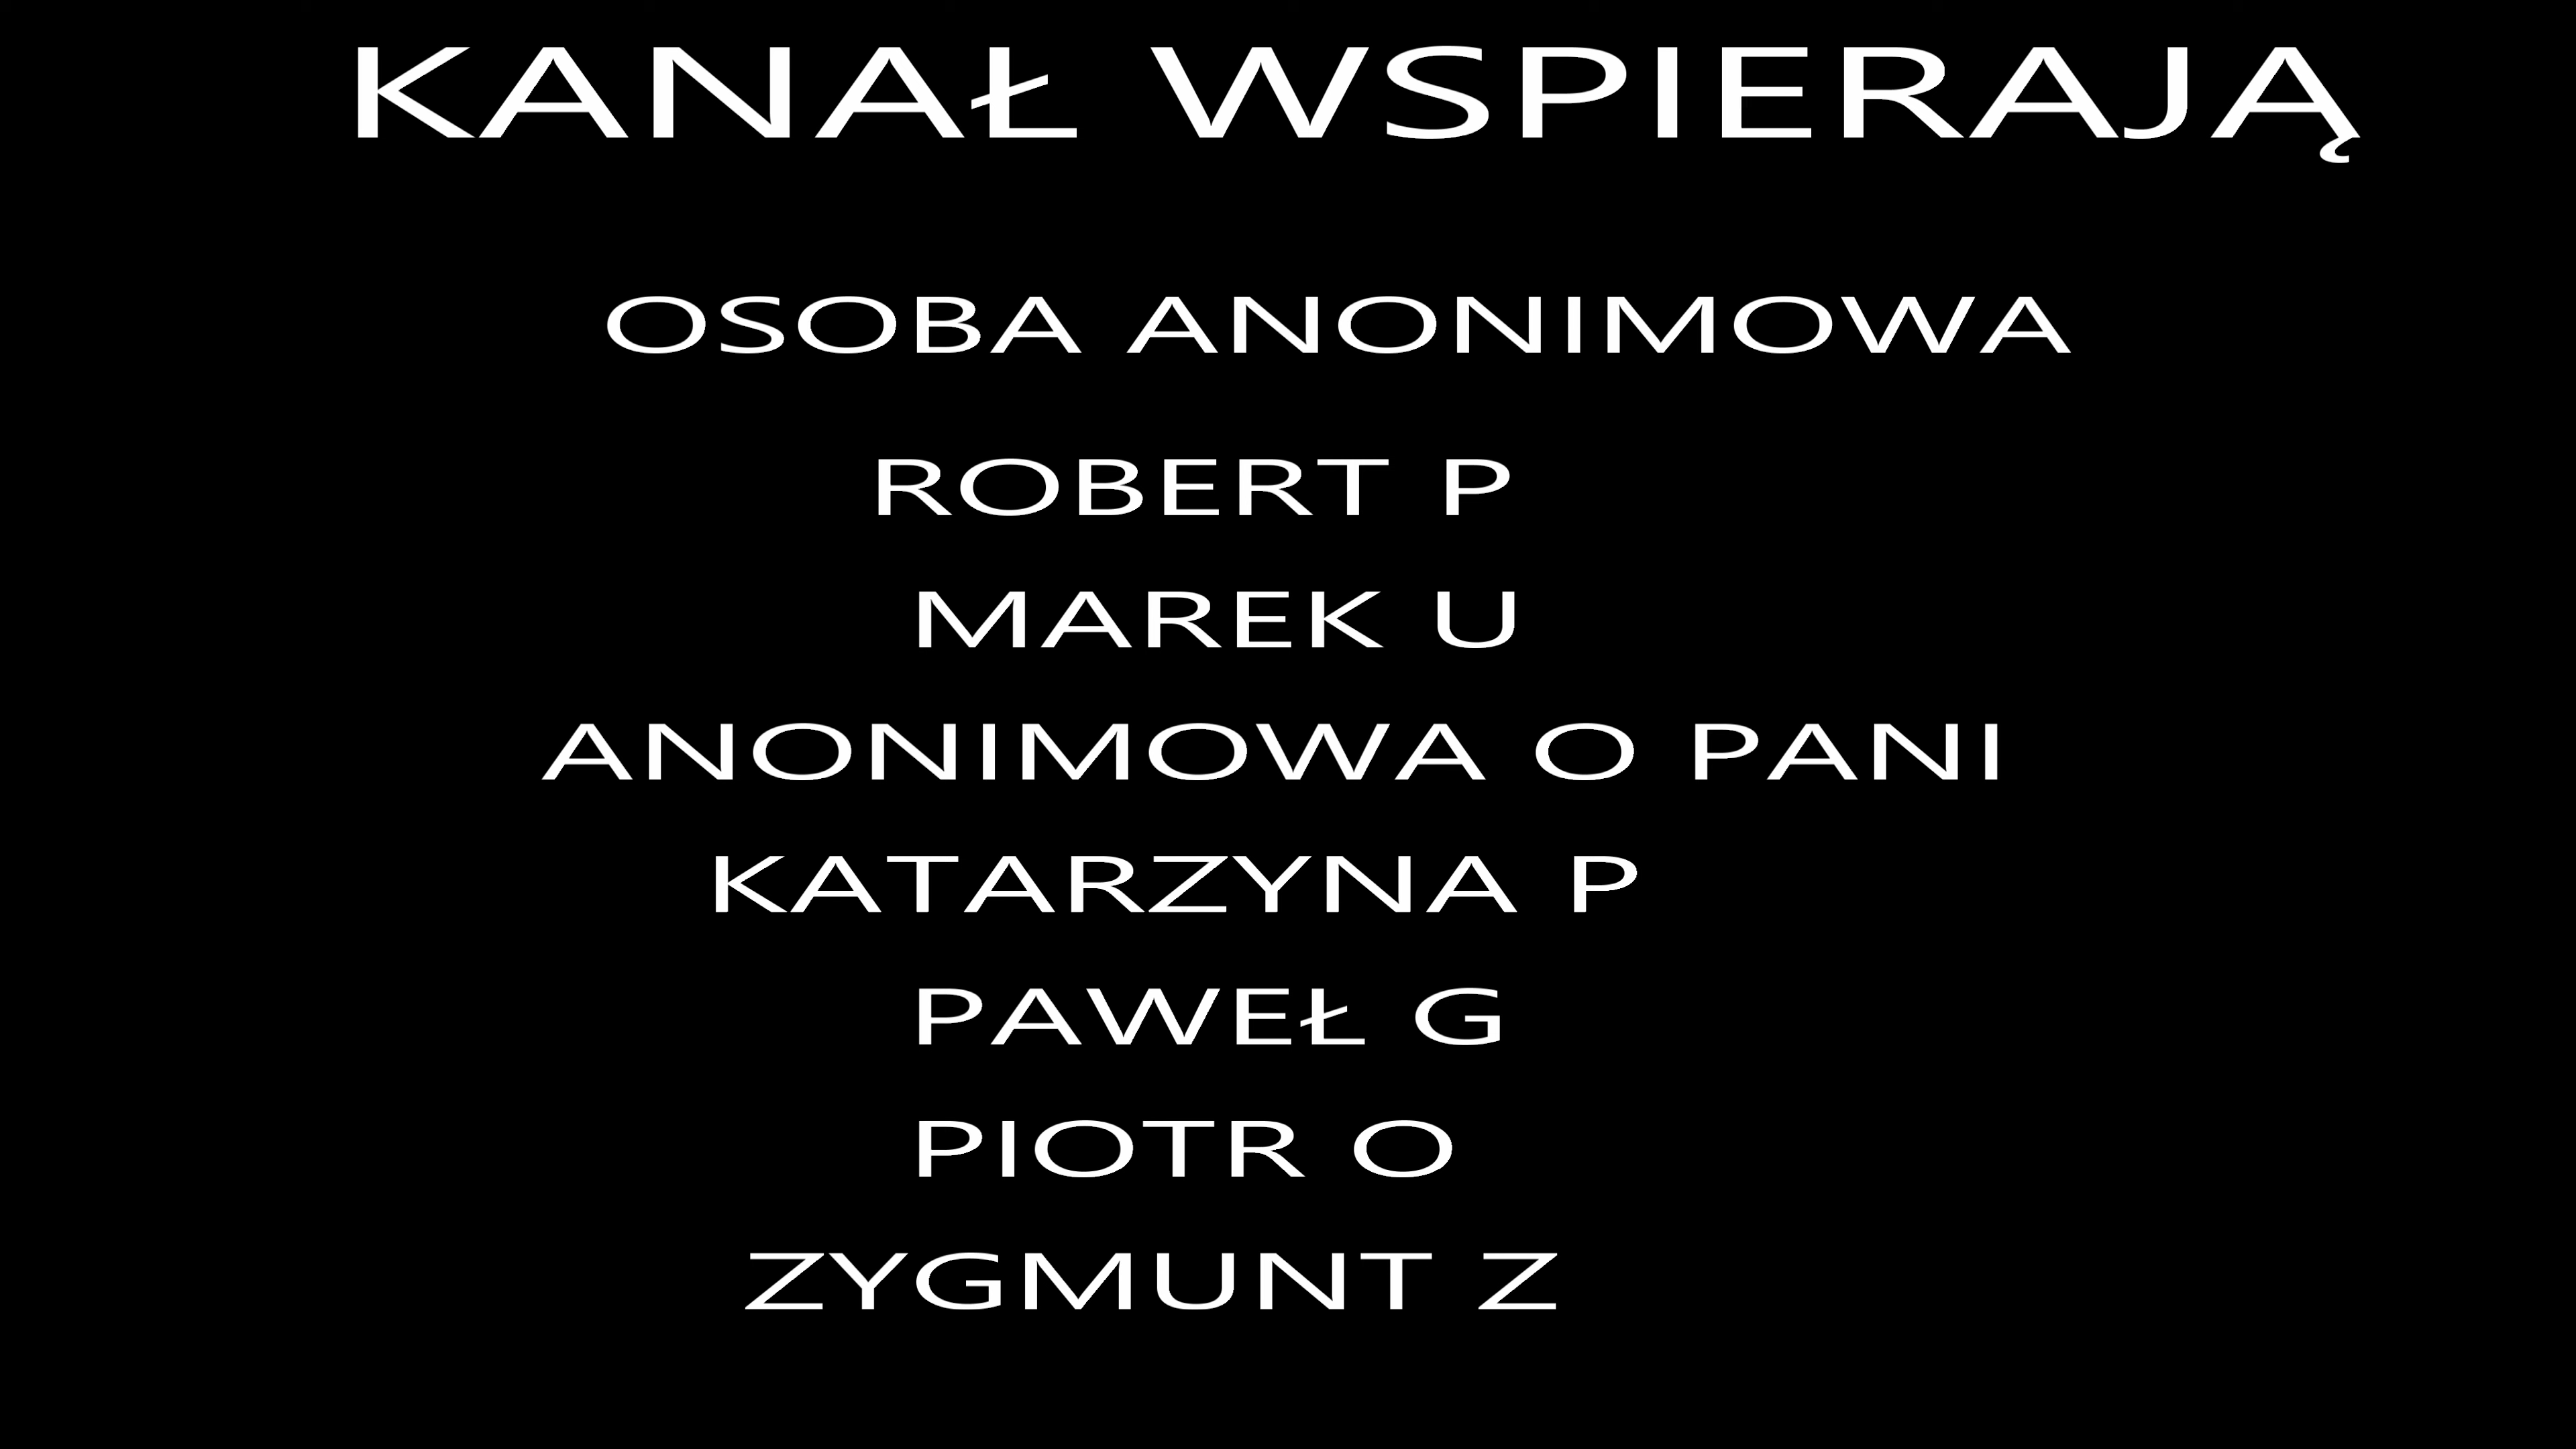 KANAŁ WSPIERAJĄ
OSOBA ANONIMOWA
ROBERT P
MAREK U
ANONIMOWA O PANI
KATARZYNA P
PAWEŁ G
PIOTR O
ZYGMUNT Z